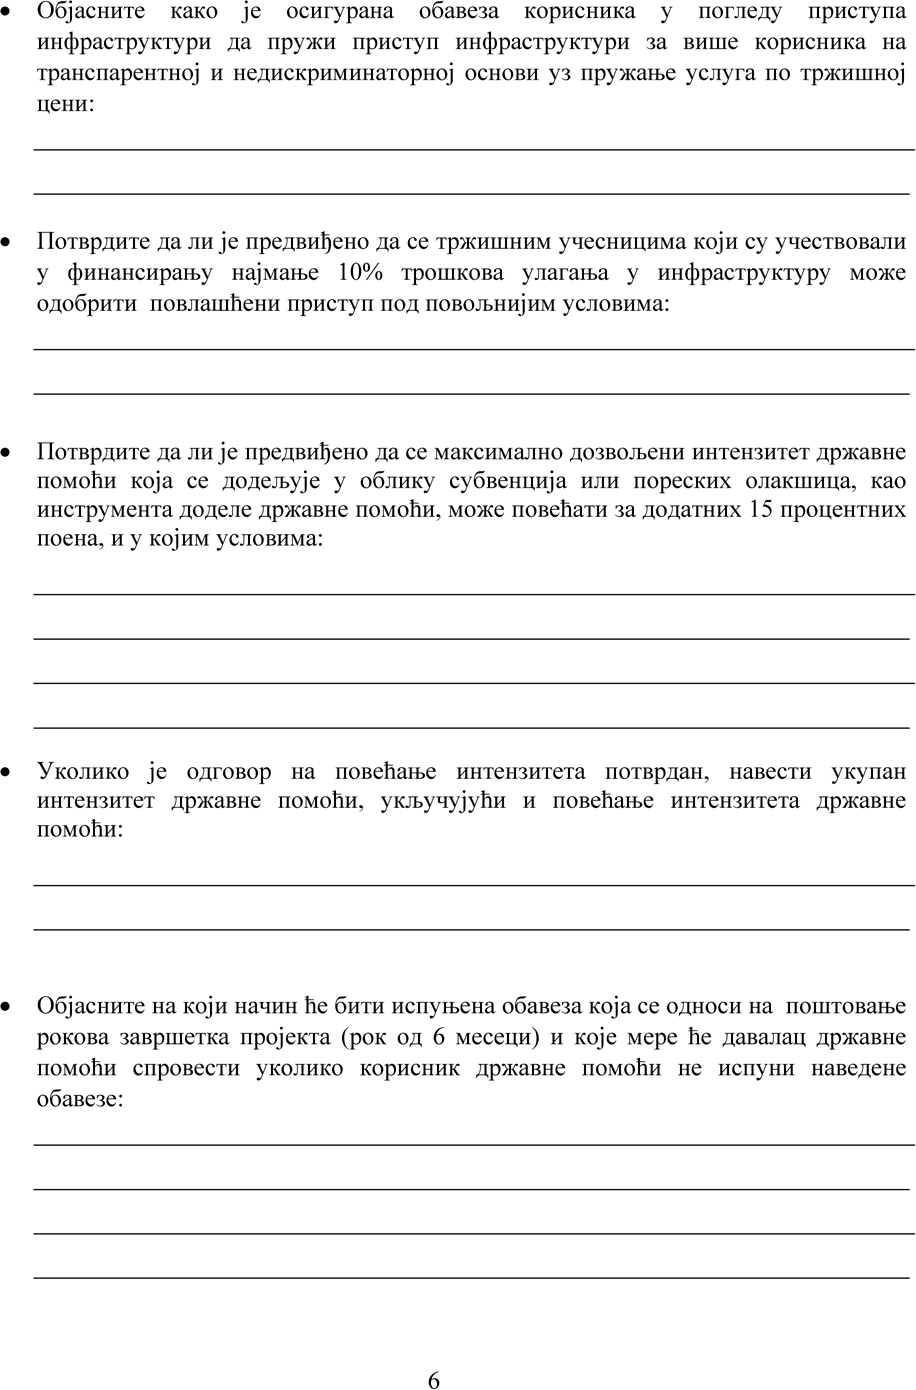 • Објасните како је осигурана обавеза корисника у погледу приступа
инфраструктури да пружи приступ инфраструктури за више корисника на
транспарентној и недискриминаторној основи уз пружање услуга по тржишној
цени:
• Потврдите да ли је предвиђено да се тржишним учесницима који су учествовали
у финансирању најмање 10% трошкова улагања у инфраструктуру може
одобрити повлашћени приступ под повољнијим условима:
• Потврдите да ли је предвиђено да се максимално дозвољени интензитет државне
помоћи која се додељује у облику субвенција или пореских олакшица, као
инструмента доделе државне помоћи, може повећати за додатних 15 процентних
поена, и у којим условима:
• Уколико је одговор на повећање интензитета потврдан, навести укупан
интензитет државне помоћи, укључујући и повећање интензитета државне
помоћи:
• Објасните на који начин ће бити испуњена обавеза која се односи на поштовање
рокова завршетка пројекта (рок од 6 месеци) и које мере ће давалац државне
помоћи спровести уколико корисник државне помоћи не испуни наведене
обавезе:
6